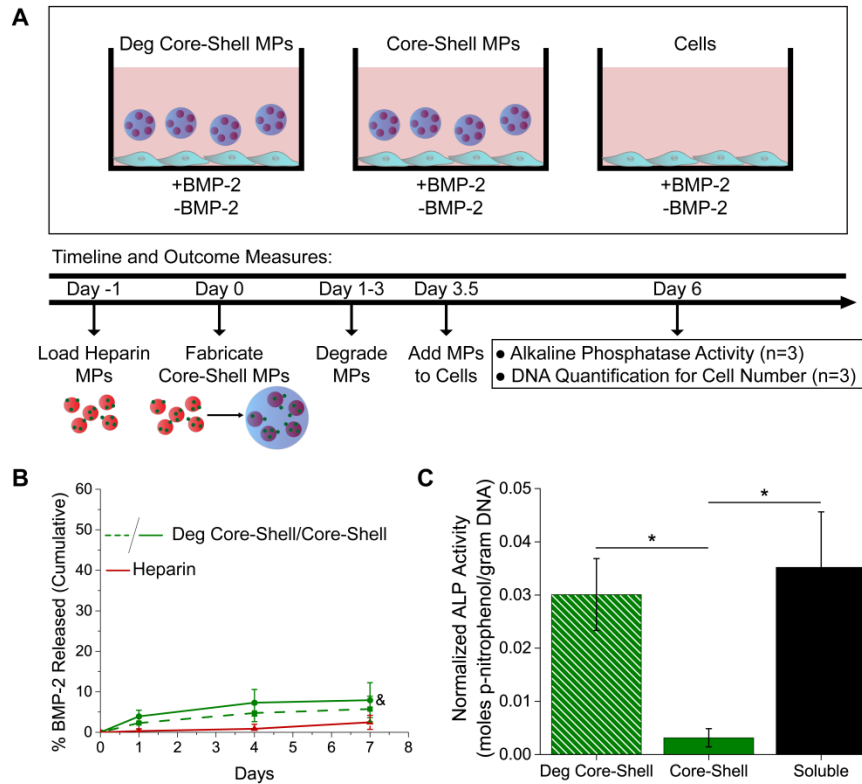 A
Deg Core-Shell MPs
Core-Shell MPs
Cells
+BMP-2
-BMP-2
+BMP-2
-BMP-2
+BMP-2
-BMP-2
Timeline and Outcome Measures:
Day -1
Day 0
Day 1-3
Day 3.5
Day 6
Load Heparin
MPs
Fabricate
Core-Shell MPs
Degrade
MPs
Add MPs
to Cells
● Alkaline Phosphatase Activity (n=3)
● DNA Quantification for Cell Number (n=3)
B
% BMP-2 Released (Cumulative)
60
50
40
30
20
10
0
Deg Core-Shell/Core-Shell
Heparin
&
0 1 2 3 4 5 6 7 8
Days
C
Normalized ALP Activity
(moles p-nitrophenol/gram DNA)
0.05
0.04
0.03
0.02
0.01
0.00
*
*
Deg Core-Shell
Core-Shell
Soluble